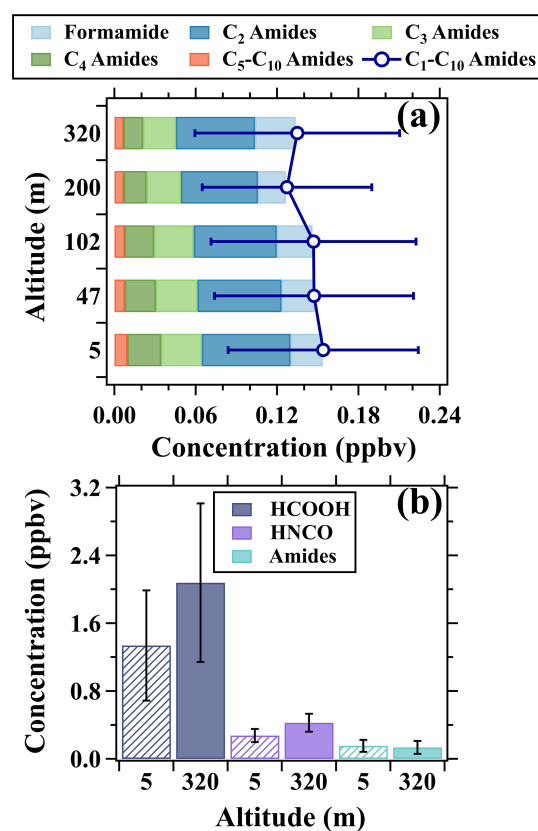 Formamide C₂ Amides C₃ Amides
C₄ Amides C₅-C₁₀ Amides C₁-C₁₀ Amides
(a)
320
200
102
47
5
Altitude (m)
0.00 0.06 0.12 0.18 0.24
Concentration (ppbv)
(b)
HCOOH
HNCO
Amides
3.2
2.4
1.6
0.8
0.0
Concentration (ppbv)
5 320 5 320 5 320
Altitude (m)